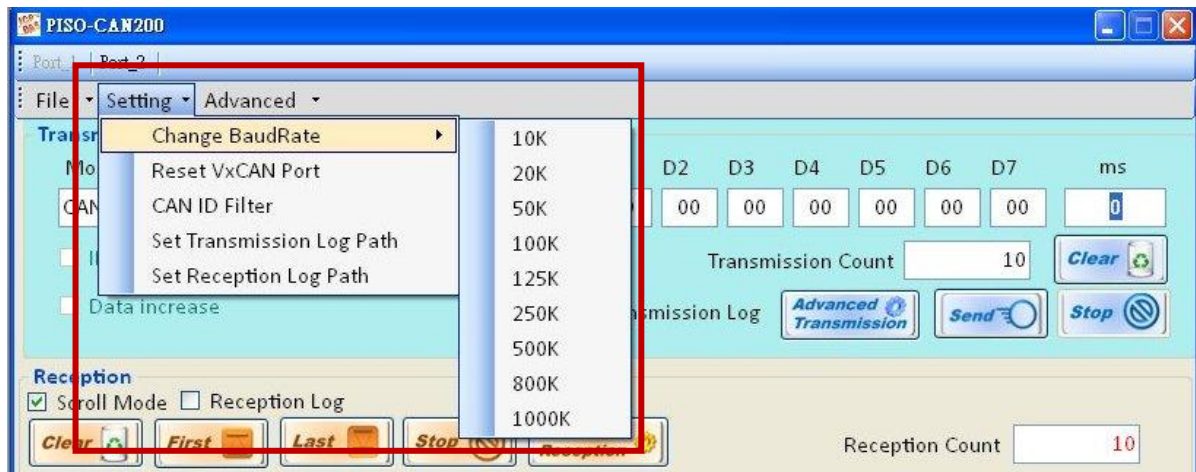 PISO-CAN200
Port_1 Port_2
File Setting Advanced
Change BaudRate
Reset VxCAN Port
CAN ID Filter
Set Transmission Log Path
Set Reception Log Path
10K
20K
50K
100K
125K
250K
500K
800K
1000K
D2 D3 D4 D5 D6 D7 ms
00 00 00 00 00 00 0
Transmission Count 10 Clear
Data increase
Log Advanced Transmission Send Stop
Reception
Scroll Mode Reception Log
Clear First Last Stop Reception
Reception Count 10